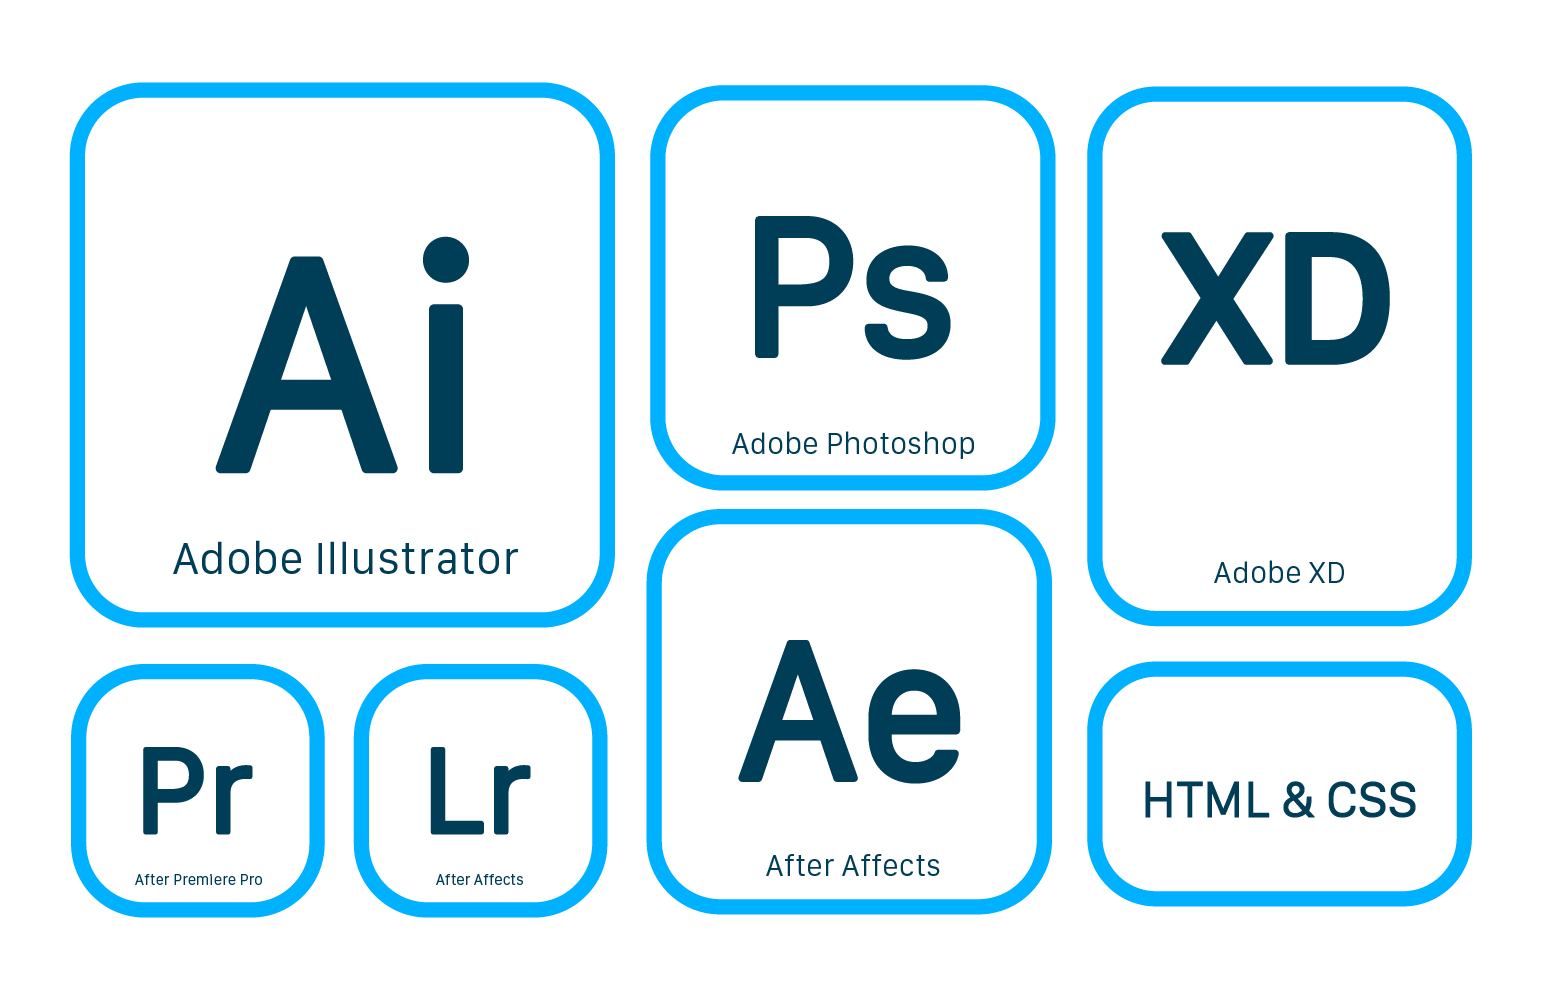 Ai
Adobe Illustrator
Ps
Adobe Photoshop
XD
Adobe XD
Pr
After Premlere Pro
Lr
After Affects
Ae
After Affects
HTML & CSS